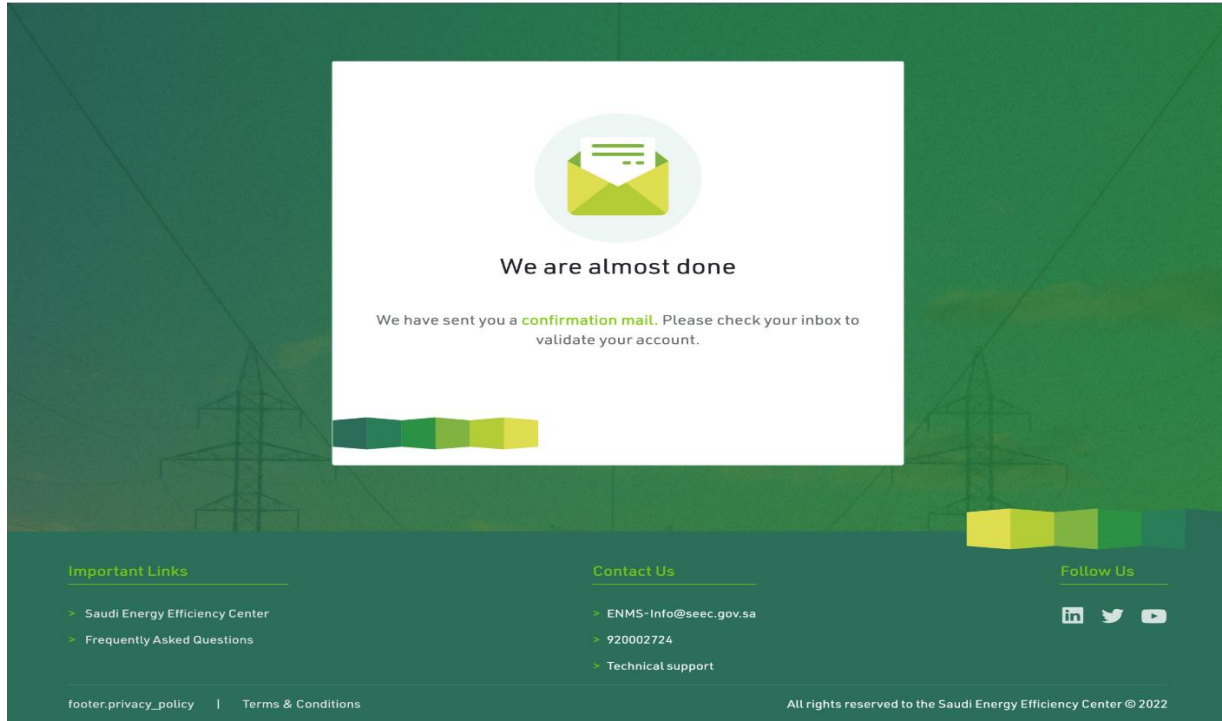 We are almost done
We have sent you a confirmation mail. Please check your inbox to
validate your account.
Important Links
> Saudi Energy Efficiency Center
> Frequently Asked Questions
Contact Us
> ENMS-Info@seec.gov.sa
> 920002724
> Technical support
Follow Us
in
footer.privacy_policy | Terms & Conditions
All rights reserved to the Saudi Energy Efficiency Center © 2022